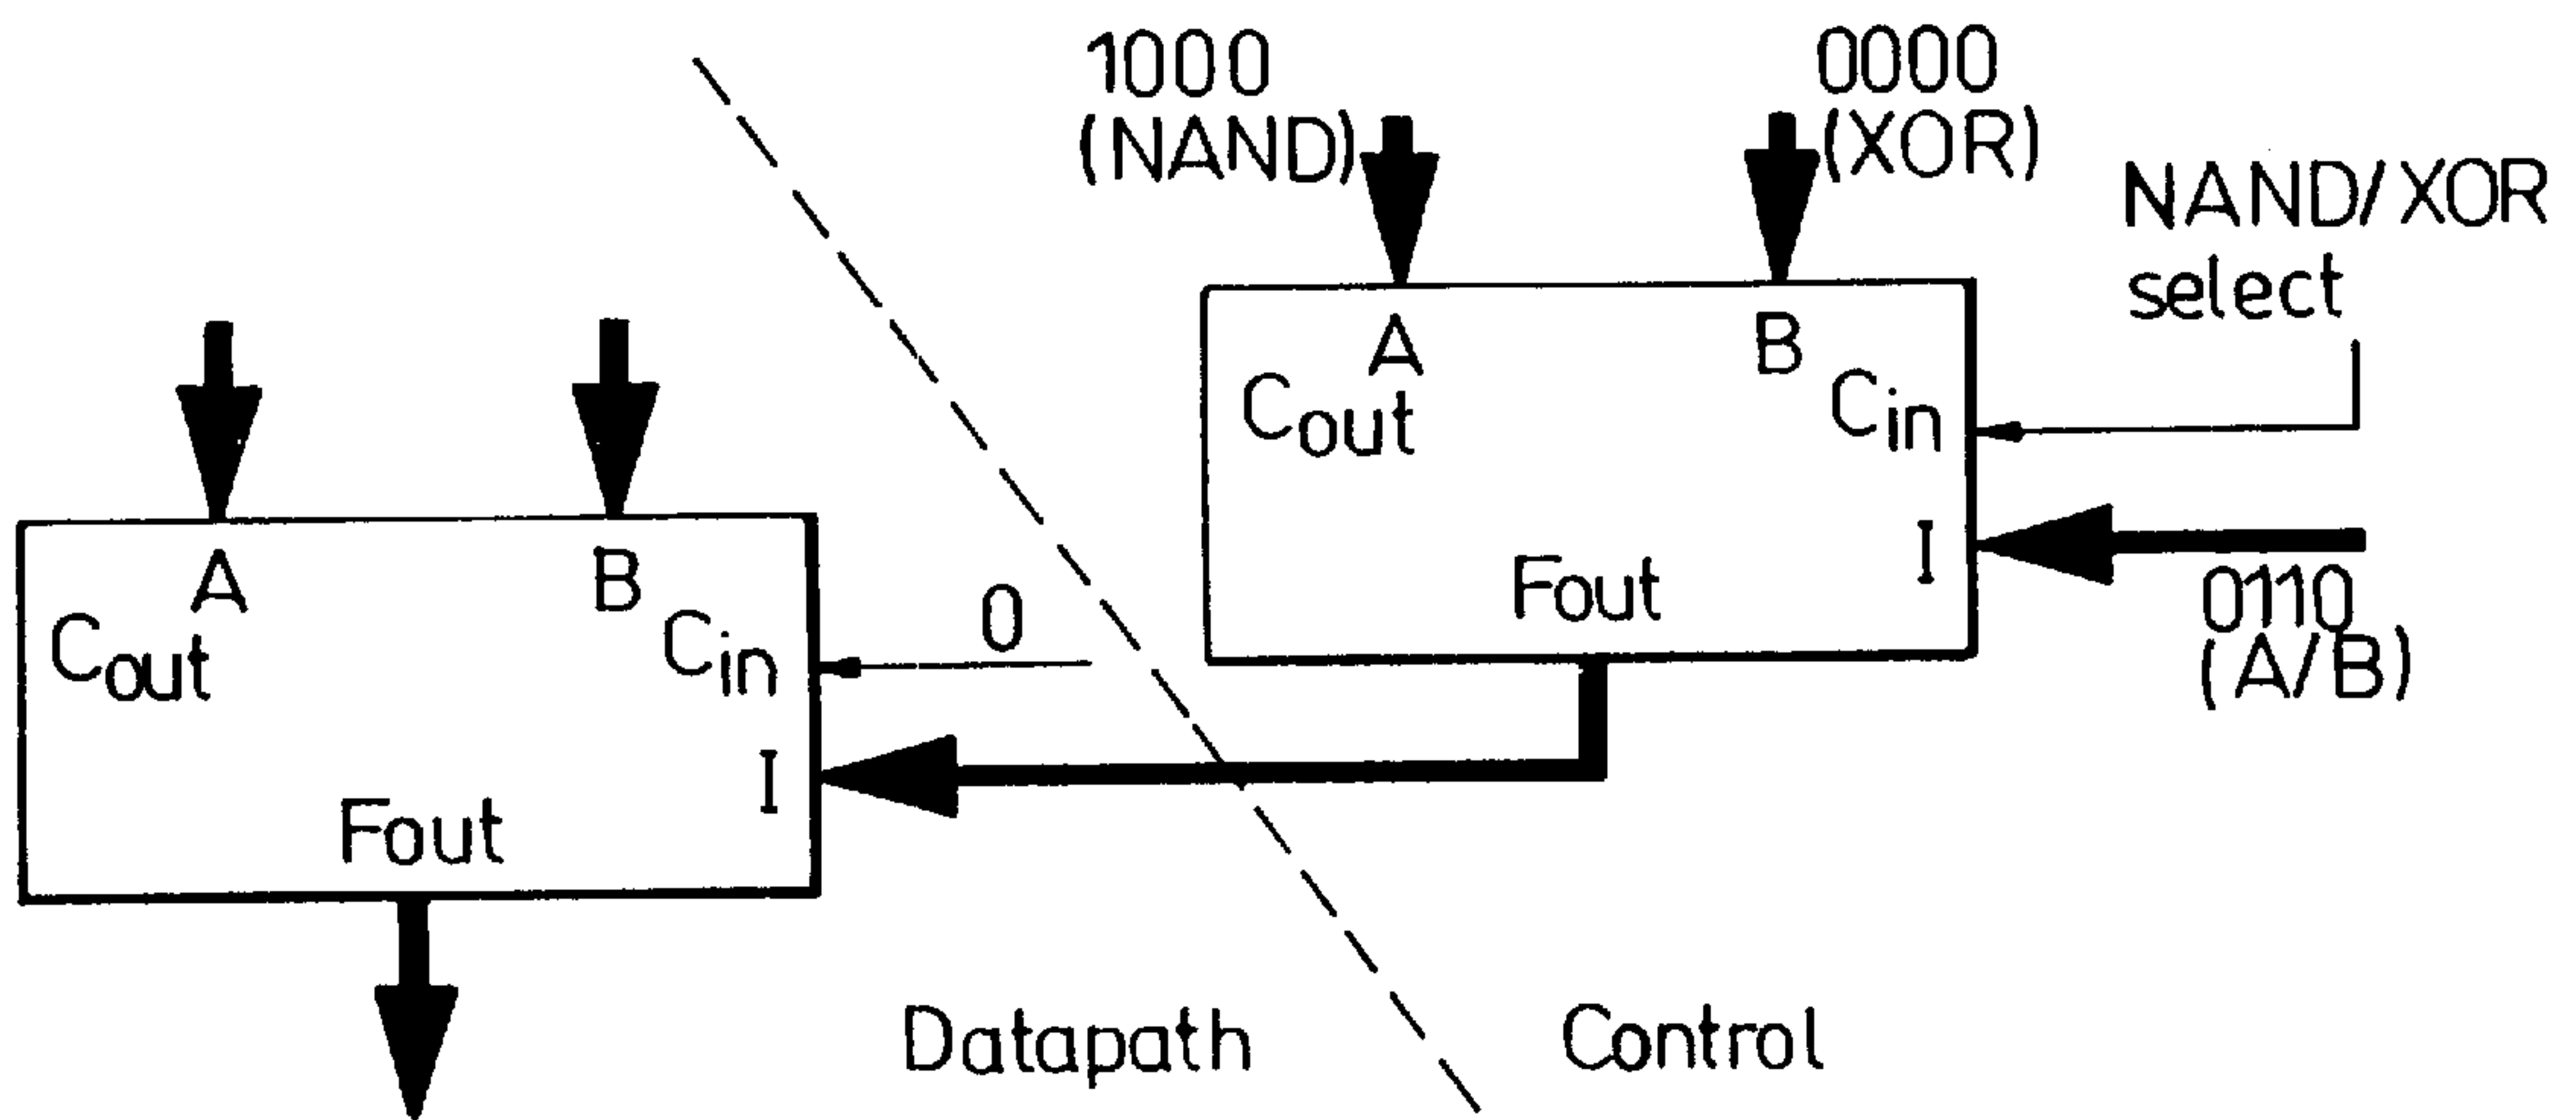 1000
(NAND)
0000
(XOR)
NAND/XOR
select
A
B
Cout
Cin
I
Fout
0110
(A/B)
A
B
Cout
Cin
0
I
Fout
Datapath
Control